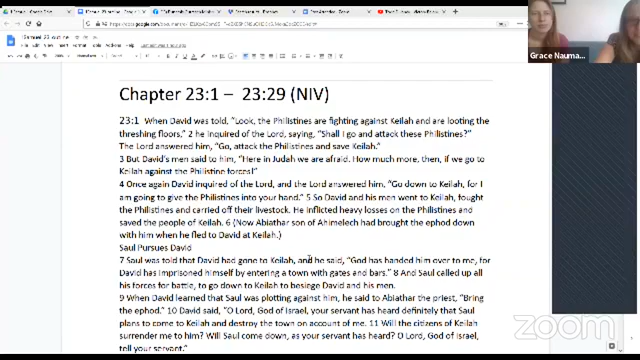 1Samuel 23 outline
File Edit View Insert Format Tools
Grace Nauma...
Chapter 23:1 – 23:29 (NIV)
23:1 When David was told, “Look, the Philistines are fighting against Keilah and are looting the
threshing floors,” 2 he inquired of the Lord, saying, “Shall I go and attack these Philistines?”
The Lord answered him, “Go, attack the Philistines and save Keilah.”
3 But David’s men said to him, “Here in Judah we are afraid. How much more, then, if we go to
Keilah against the Philistine forces!”
4 Once again David inquired of the Lord, and the Lord answered him, “Go down to Keilah, for I
am going to give the Philistines into your hand.” 5 So David and his men went to Keilah, fought
the Philistines and carried off their livestock. He inflicted heavy losses on the Philistines and
saved the people of Keilah. 6 (Now Abiathar son of Ahimelech had brought the ephod down
with him when he fled to David at Keilah.)
Saul Pursues David
7 Saul was told that David had gone to Keilah, and he said, “God has handed him over to me, for
David has imprisoned himself by entering a town with gates and bars.” 8 And Saul called up all
his forces for battle, to go down to Keilah to besiege David and his men.
9 When David learned that Saul was plotting against him, he said to Abiathar the priest, “Bring
the ephod.” 10 David said, “O Lord, God of Israel, your servant has heard definitely that Saul
plans to come to Keilah and destroy the town on account of me. 11 Will the citizens of Keilah
surrender me to him? Will Saul come down, as your servant has heard? O Lord, God of Israel,
tell your servant.”
zoom